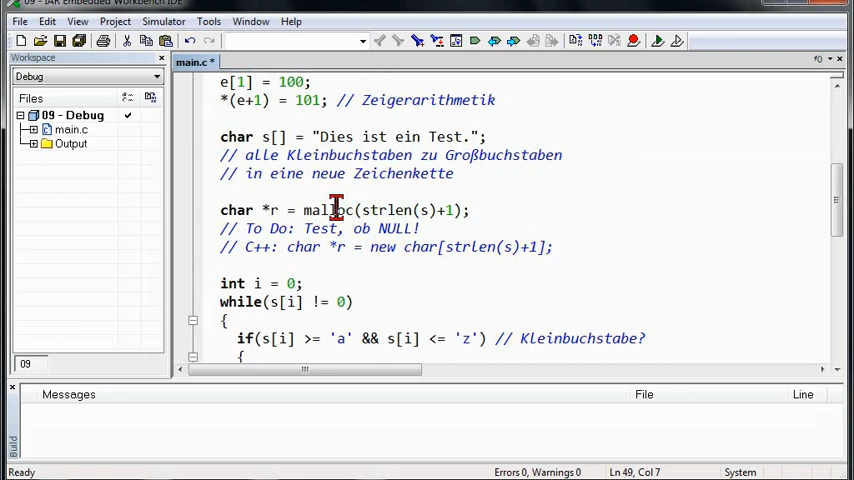 09 - IAR Embedded Workbench IDE
File Edit View Project Simulator Tools Window Help
Workspace
Debug
Files
09 - Debug
main.c
Output
09
main.c *
f()
e[1] = 100;
*(e+1) = 101; // Zeigerarithmetik
char s[] = "Dies ist ein Test.";
// alle Kleinbuchstaben zu Großbuchstaben
// in eine neue Zeichenkette
char *r = malloc(strlen(s)+1);
// To Do: Test, ob NULL!
// C++: char *r = new char[strlen(s)+1];
int i = 0;
while(s[i] != 0)
{
if(s[i] >= 'a' && s[i] <= 'z') // Kleinbuchstabe?
{
Messages File Line
Build
Ready Errors 0, Warnings 0 Ln 49, Col 7 System